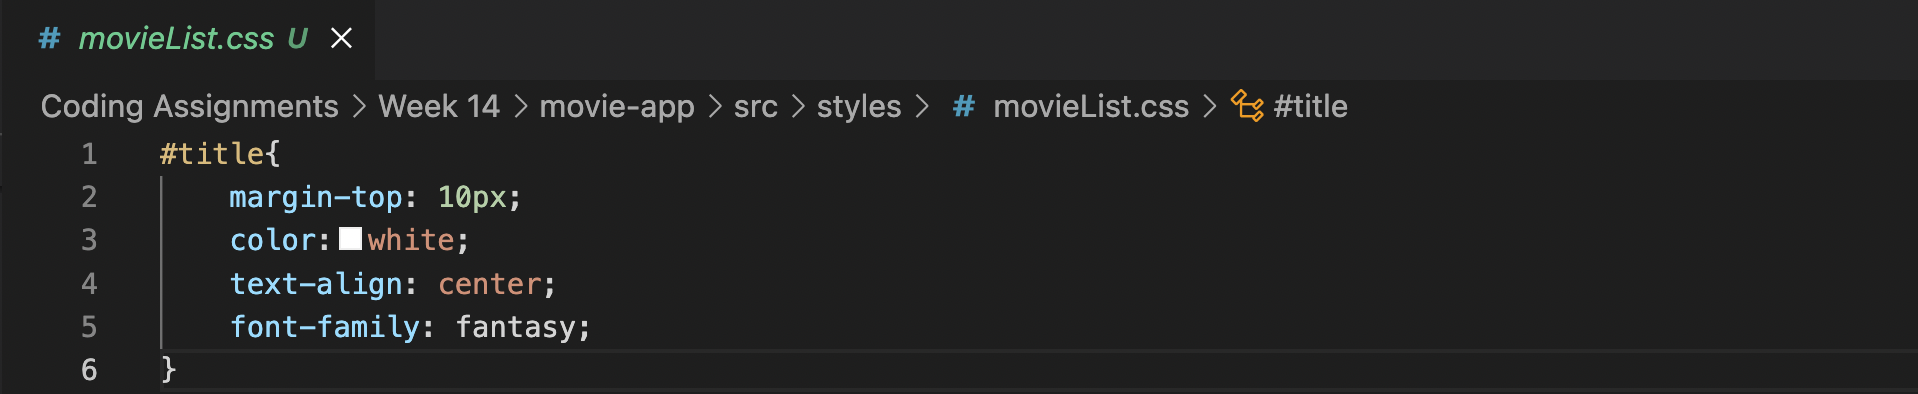 # movieList.css U ×
Coding Assignments > Week 14 > movie-app > src > styles > # movieList.css > #title
1 #title{
2     margin-top: 10px;
3     color: white;
4     text-align: center;
5     font-family: fantasy;
6 }